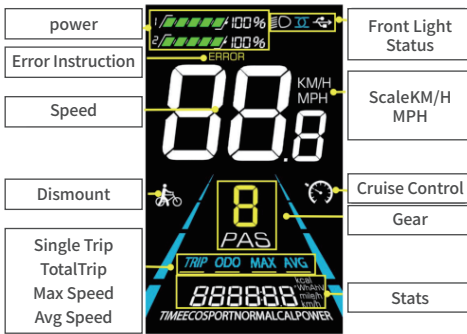 power
Error Instruction
Speed
Dismount
Single Trip
TotalTrip
Max Speed
Avg Speed
1 100%
2 100%
ERROR
88.8
KM/H
MPH
8
PAS
TRIP ODO MAX AVG
888888
kcal
WhAhV
mile/h
km/h
TIMEECOSPORTNORMALCALPOWER
Front Light
Status
ScaleKM/H
MPH
Cruise Control
Gear
Stats